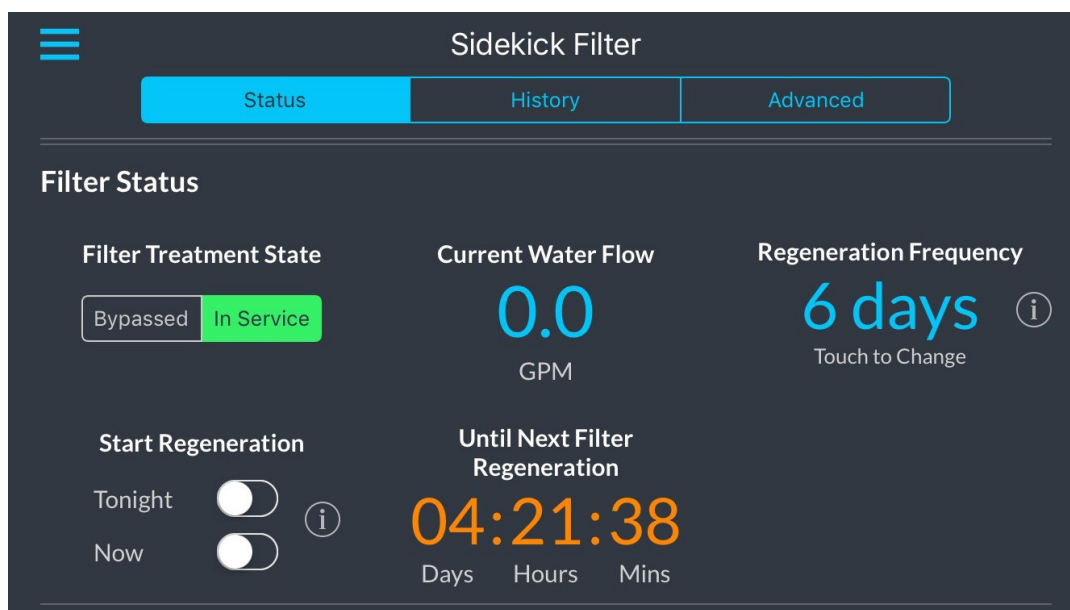 Sidekick Filter
Status History Advanced
Filter Status
Filter Treatment State
Bypassed In Service
Current Water Flow
0.0
GPM
Regeneration Frequency
6 days i
Touch to Change
Start Regeneration
Tonight
Now
i
Until Next Filter
Regeneration
04:21:38
Days Hours Mins